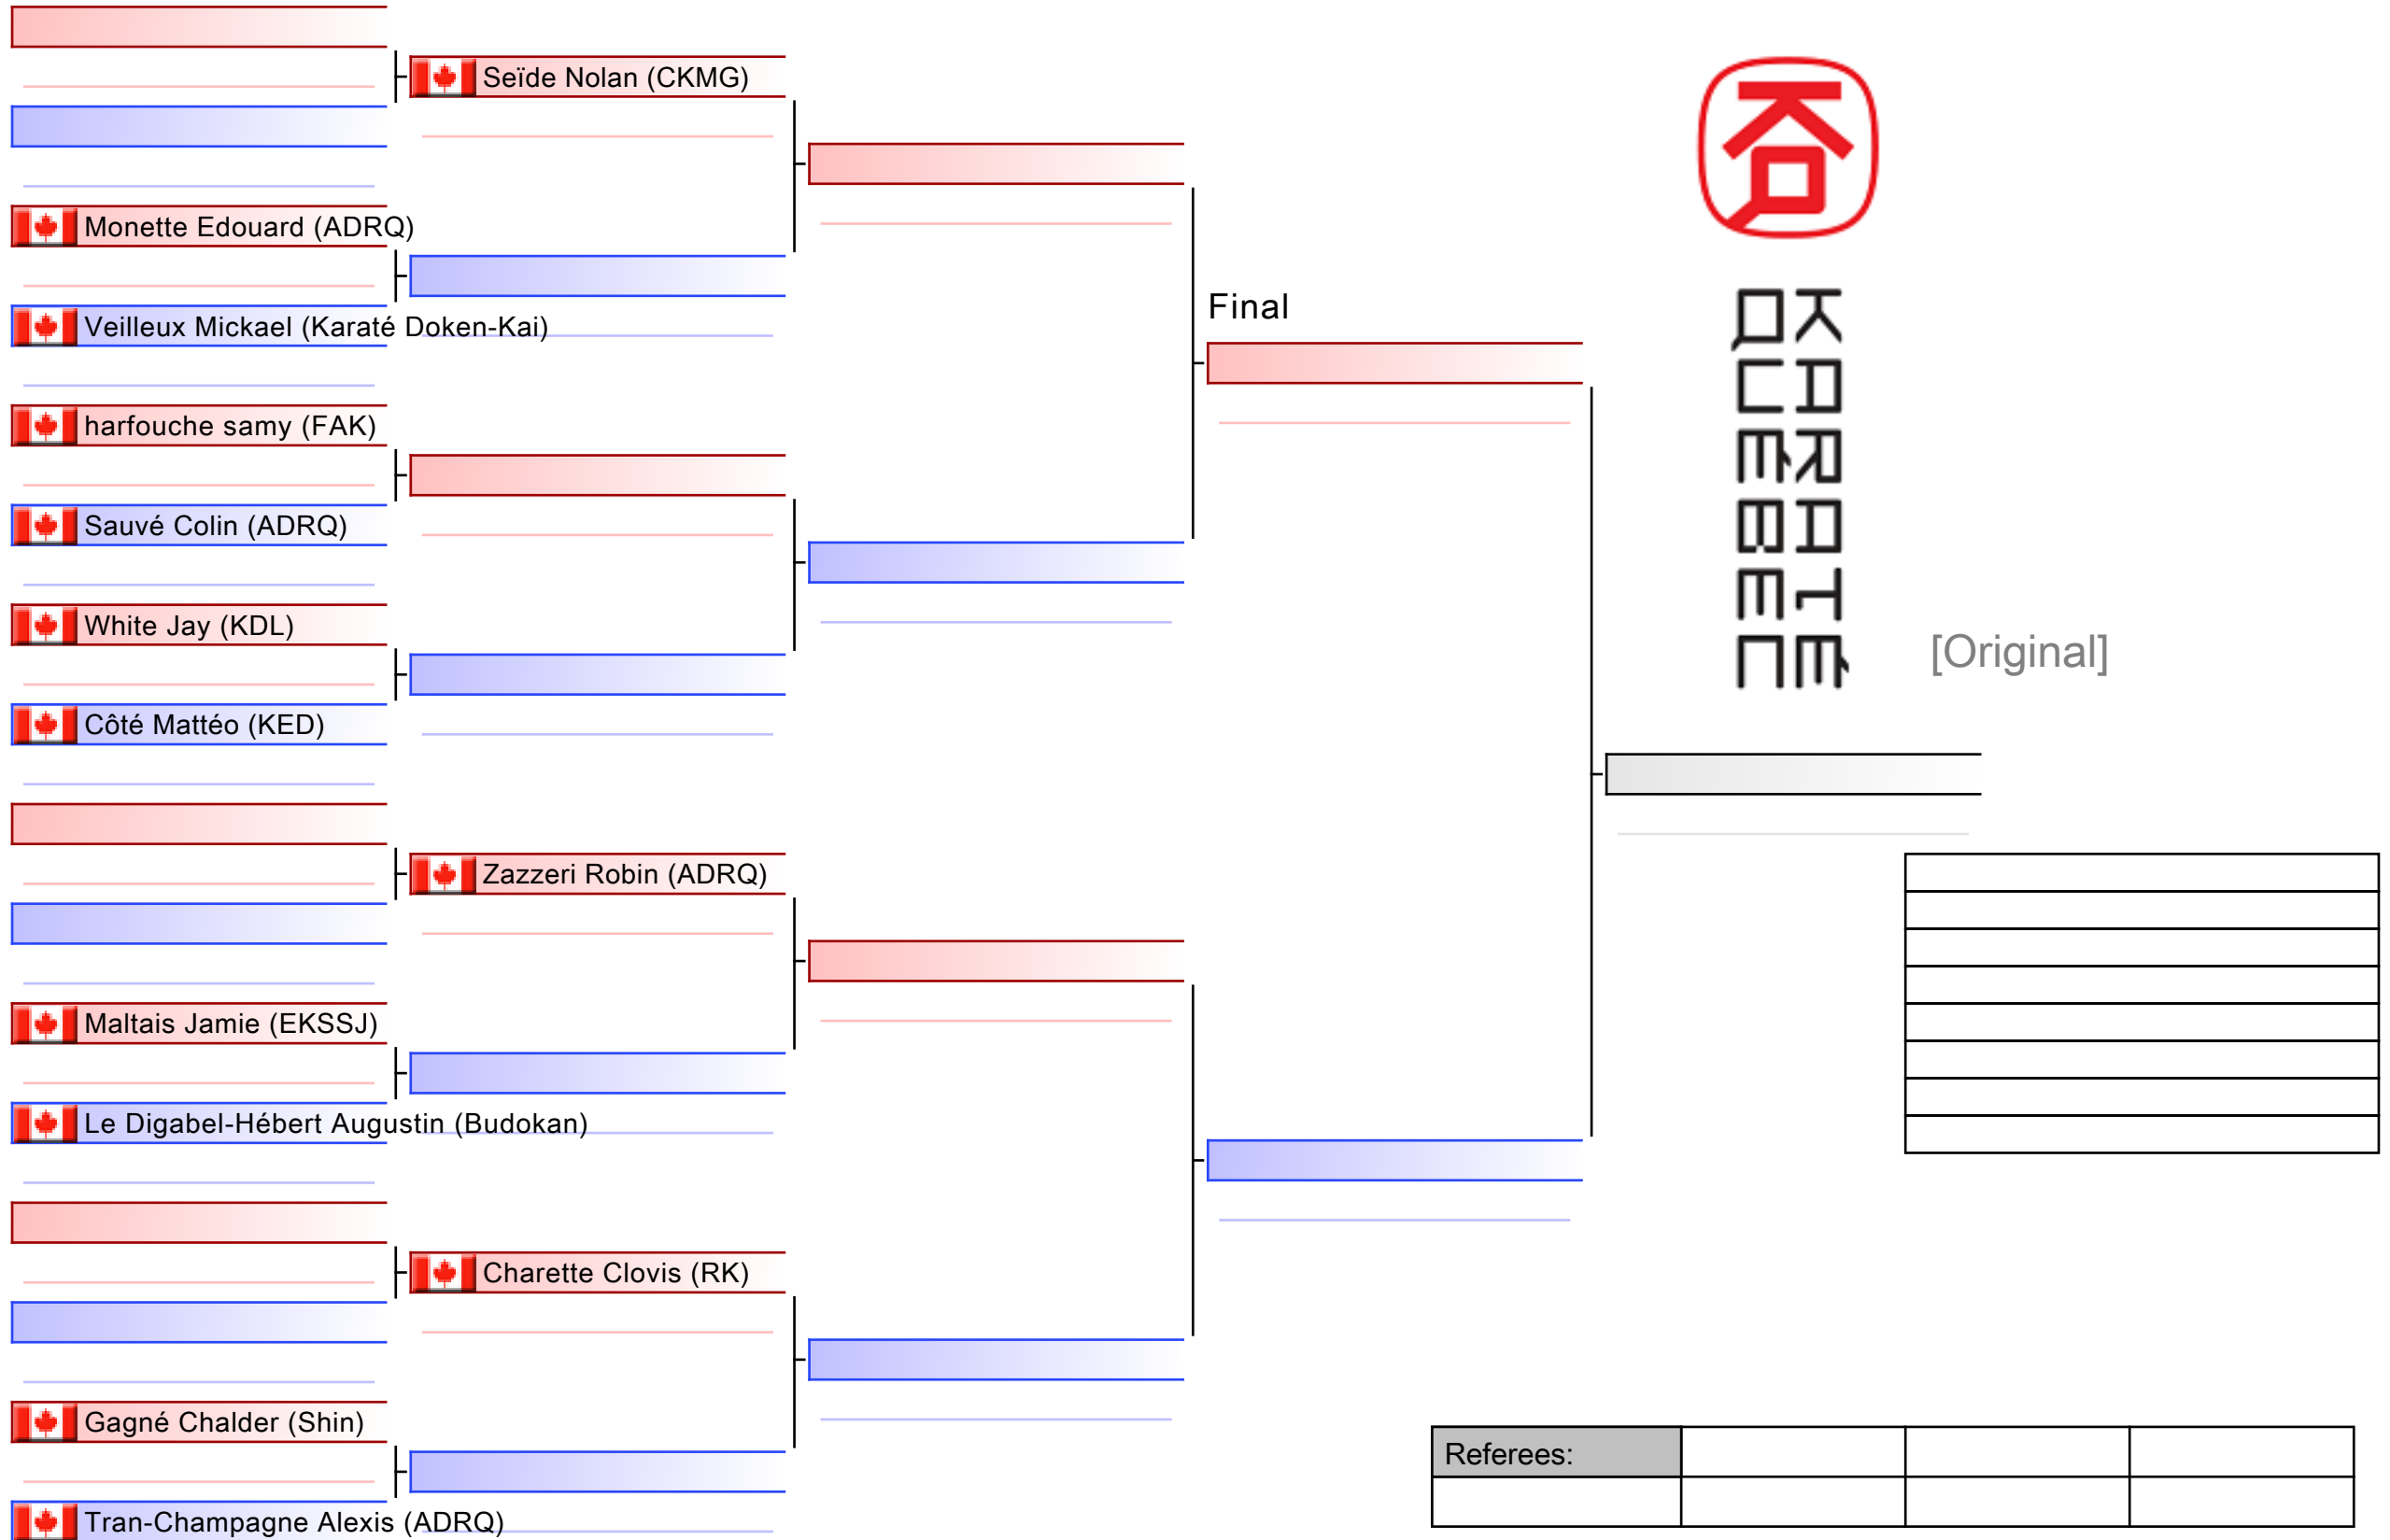 Seïde Nolan (CKMG)
Monette Edouard (ADRQ)
Veilleux Mickael (Karaté Doken-Kai)
harfouche samy (FAK)
Sauvé Colin (ADRQ)
White Jay (KDL)
Côté Mattéo (KED)
Zazzeri Robin (ADRQ)
Maltais Jamie (EKSSJ)
Le Digabel-Hébert Augustin (Budokan)
Charette Clovis (RK)
Gagné Chalder (Shin)
Tran-Champagne Alexis (ADRQ)
Final
KARATÉ
QUÉBEC
[Original]
Referees: